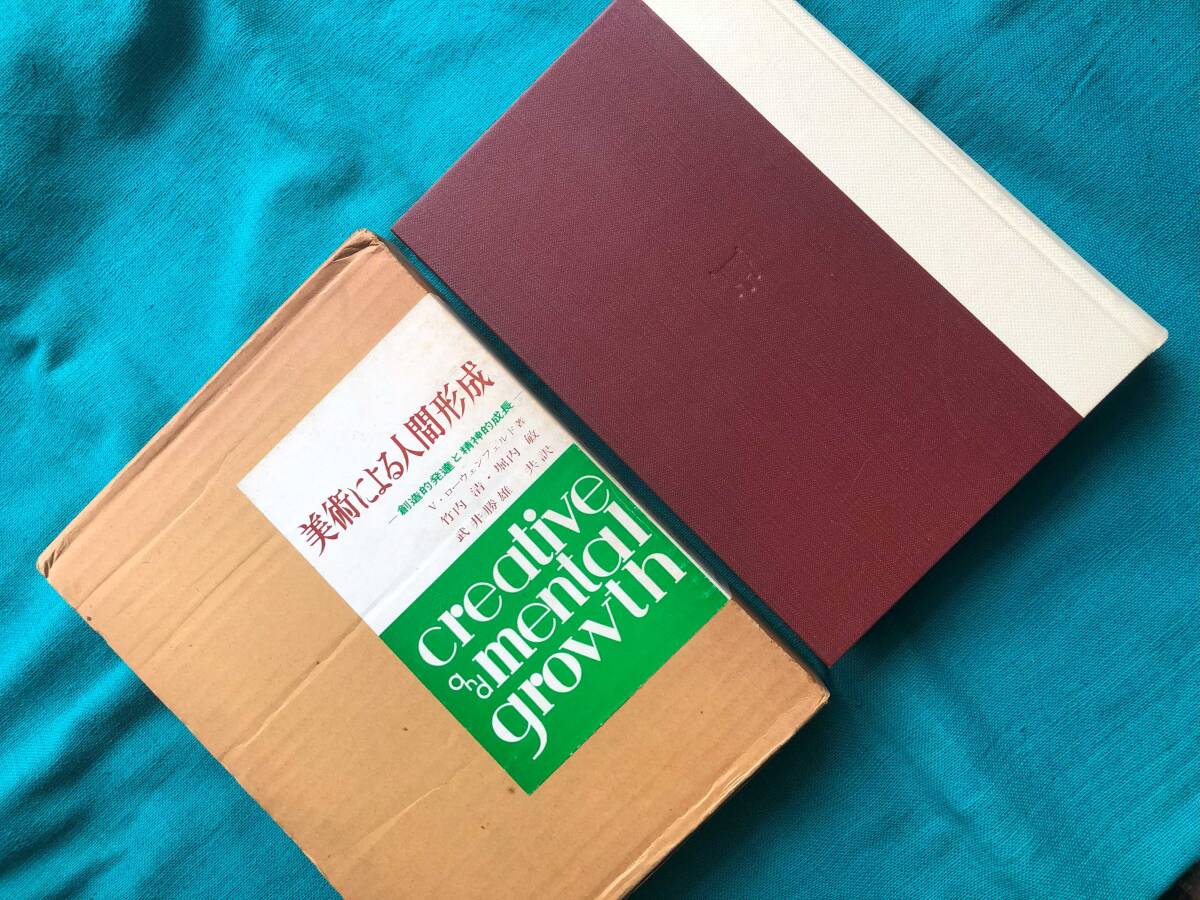 美術による人間形成
―創造的発達と精神的成長―
V・ローウェンフェルド著
竹内 清・堀内 敏
武井勝雄 共訳
creative
and mental
growth